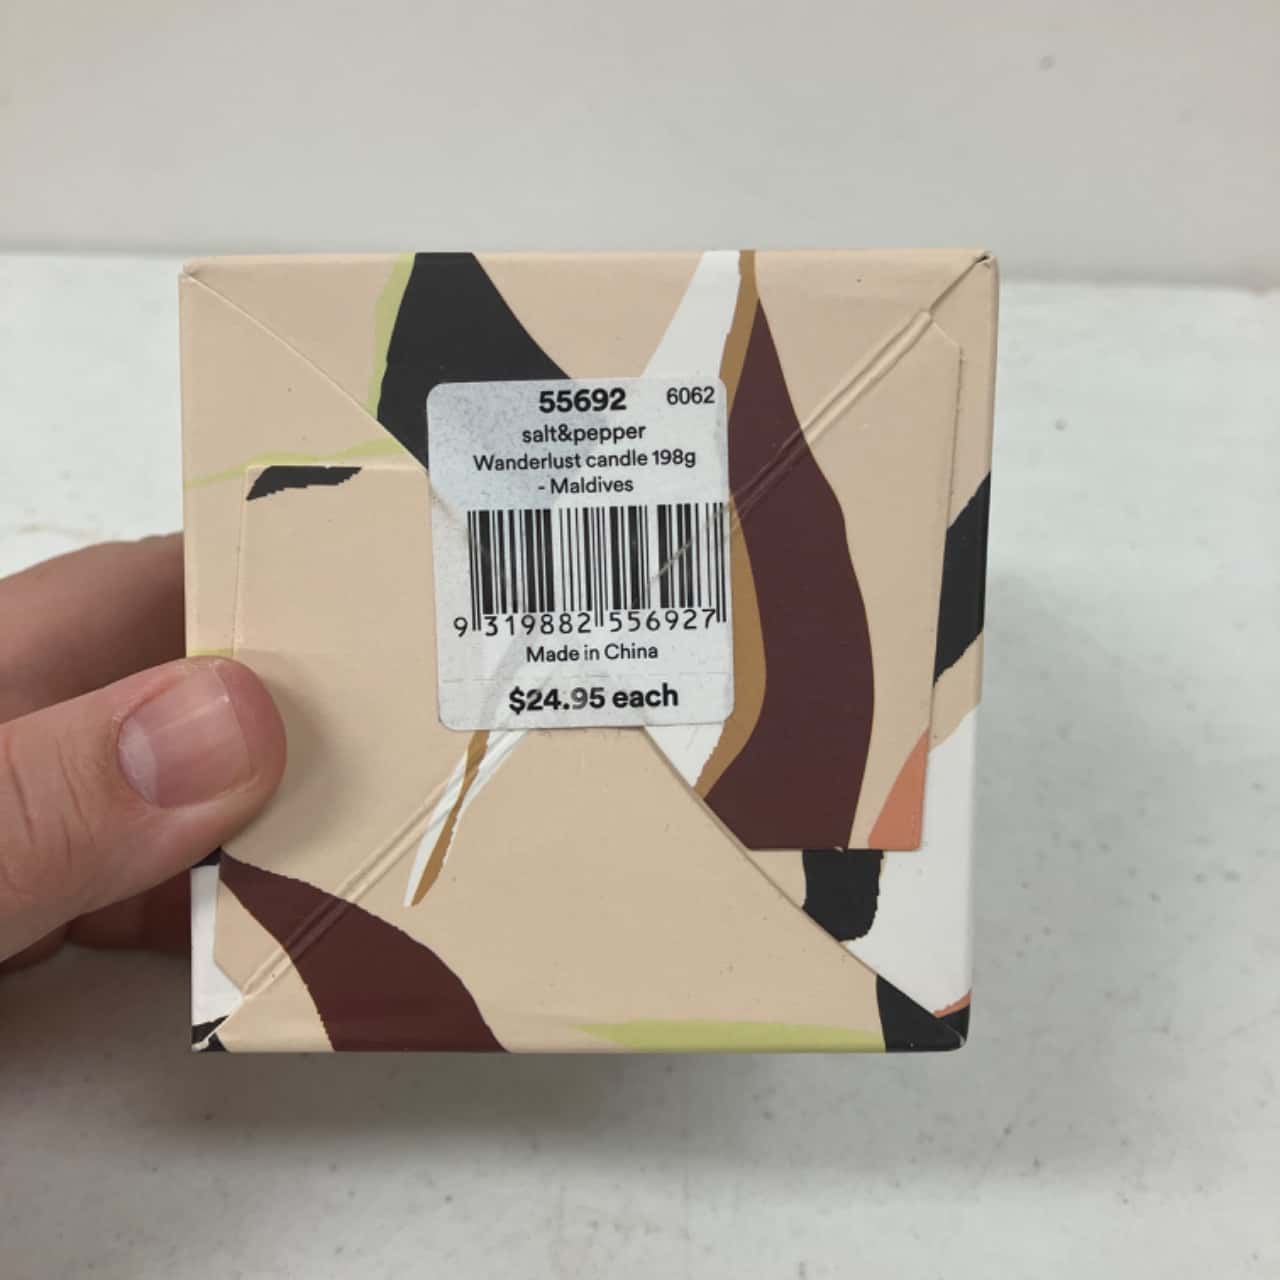 55692 6062
salt&pepper
Wanderlust candle 198g
- Maldives
9 319882 556927
Made in China
$24.95 each